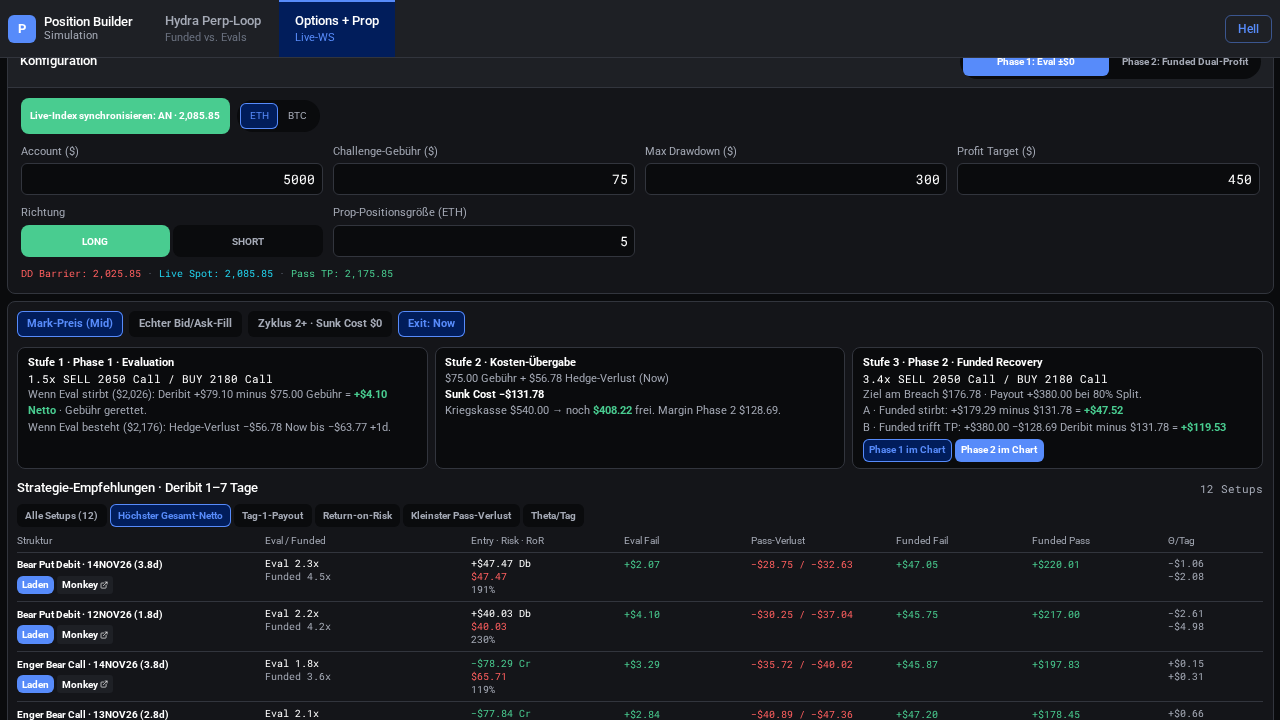 P
Position Builder
Simulation
Hydra Perp-Loop
Funded vs. Evals
Options + Prop
Live-WS
Hell
Konfiguration
Phase 1: Eval ±$0
Phase 2: Funded Dual-Profit
Live-Index synchronisieren: AN · 2,085.85
ETH
BTC
Account ($)
Challenge-Gebühr ($)
Max Drawdown ($)
Profit Target ($)
5000
75
300
450
Richtung
Prop-Positionsgröße (ETH)
LONG
SHORT
5
DD Barrier: 2,025.85 · Live Spot: 2,085.85 · Pass TP: 2,175.85
Mark-Preis (Mid)
Echter Bid/Ask-Fill
Zyklus 2+ · Sunk Cost $0
Exit: Now
Stufe 1 · Phase 1 · Evaluation
1.5x SELL 2050 Call / BUY 2180 Call
Wenn Eval stirbt ($2,026): Deribit +$79.10 minus $75.00 Gebühr = +$4.10
Netto · Gebühr gerettet.
Wenn Eval besteht ($2,176): Hedge-Verlust −$56.78 Now bis −$63.77 +1d.
Stufe 2 · Kosten-Übergabe
$75.00 Gebühr + $56.78 Hedge-Verlust (Now)
Sunk Cost −$131.78
Kriegskasse $540.00 → noch $408.22 frei. Margin Phase 2 $128.69.
Stufe 3 · Phase 2 · Funded Recovery
3.4x SELL 2050 Call / BUY 2180 Call
Ziel am Breach $176.78 · Payout +$380.00 bei 80% Split.
A · Funded stirbt: +$179.29 minus $131.78 = +$47.52
B · Funded trifft TP: +$380.00 −$128.69 Deribit minus $131.78 = +$119.53
Phase 1 im Chart
Phase 2 im Chart
Strategie-Empfehlungen · Deribit 1–7 Tage
12 Setups
Alle Setups (12)
Höchster Gesamt-Netto
Tag-1-Payout
Return-on-Risk
Kleinster Pass-Verlust
Theta/Tag
Struktur
Eval / Funded
Entry · Risk · RoR
Eval Fail
Pass-Verlust
Funded Fail
Funded Pass
Θ/Tag
Bear Put Debit · 14NOV26 (3.8d)
Laden
Monkey
Eval 2.3x
Funded 4.5x
+$47.47 Db
$47.47
191%
+$2.07
−$28.75 / −$32.63
+$47.05
+$220.01
−$1.06
−$2.08
Bear Put Debit · 12NOV26 (1.8d)
Laden
Monkey
Eval 2.2x
Funded 4.2x
+$40.03 Db
$40.03
230%
+$4.10
−$30.25 / −$37.04
+$45.75
+$217.00
−$2.61
−$4.98
Enger Bear Call · 14NOV26 (3.8d)
Laden
Monkey
Eval 1.8x
Funded 3.6x
−$78.29 Cr
$65.71
119%
+$3.29
−$35.72 / −$40.02
+$45.87
+$197.83
+$0.15
+$0.31
Enger Bear Call · 13NOV26 (2.8d)
Eval 2.1x
−$77.84 Cr
+$2.84
−$40.89 / −$47.36
+$47.20
+$178.45
+$0.66